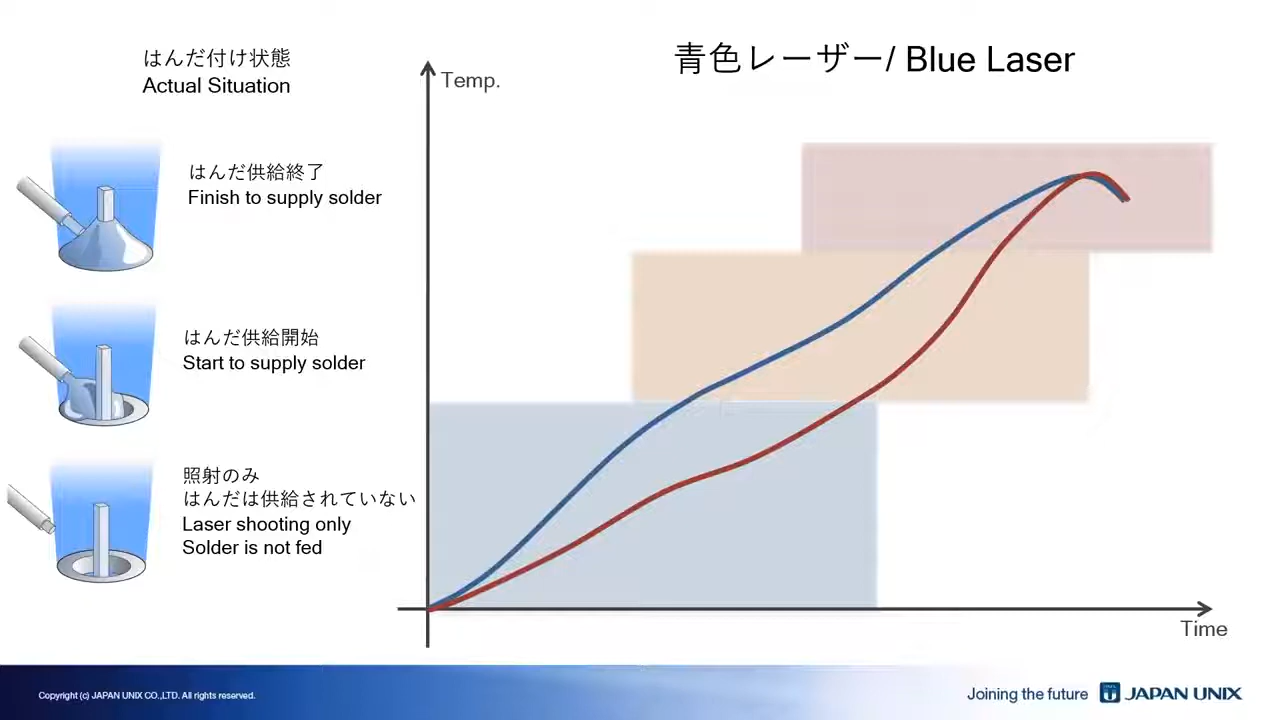 はんだ付け状態
Actual Situation
青色レーザー/ Blue Laser
Temp.
はんだ供給終了
Finish to supply solder
はんだ供給開始
Start to supply solder
照射のみ
はんだは供給されていない
Laser shooting only
Solder is not fed
Time
Copyright (c) JAPAN UNIX CO.,LTD. All rights reserved.
Joining the future JAPAN UNIX